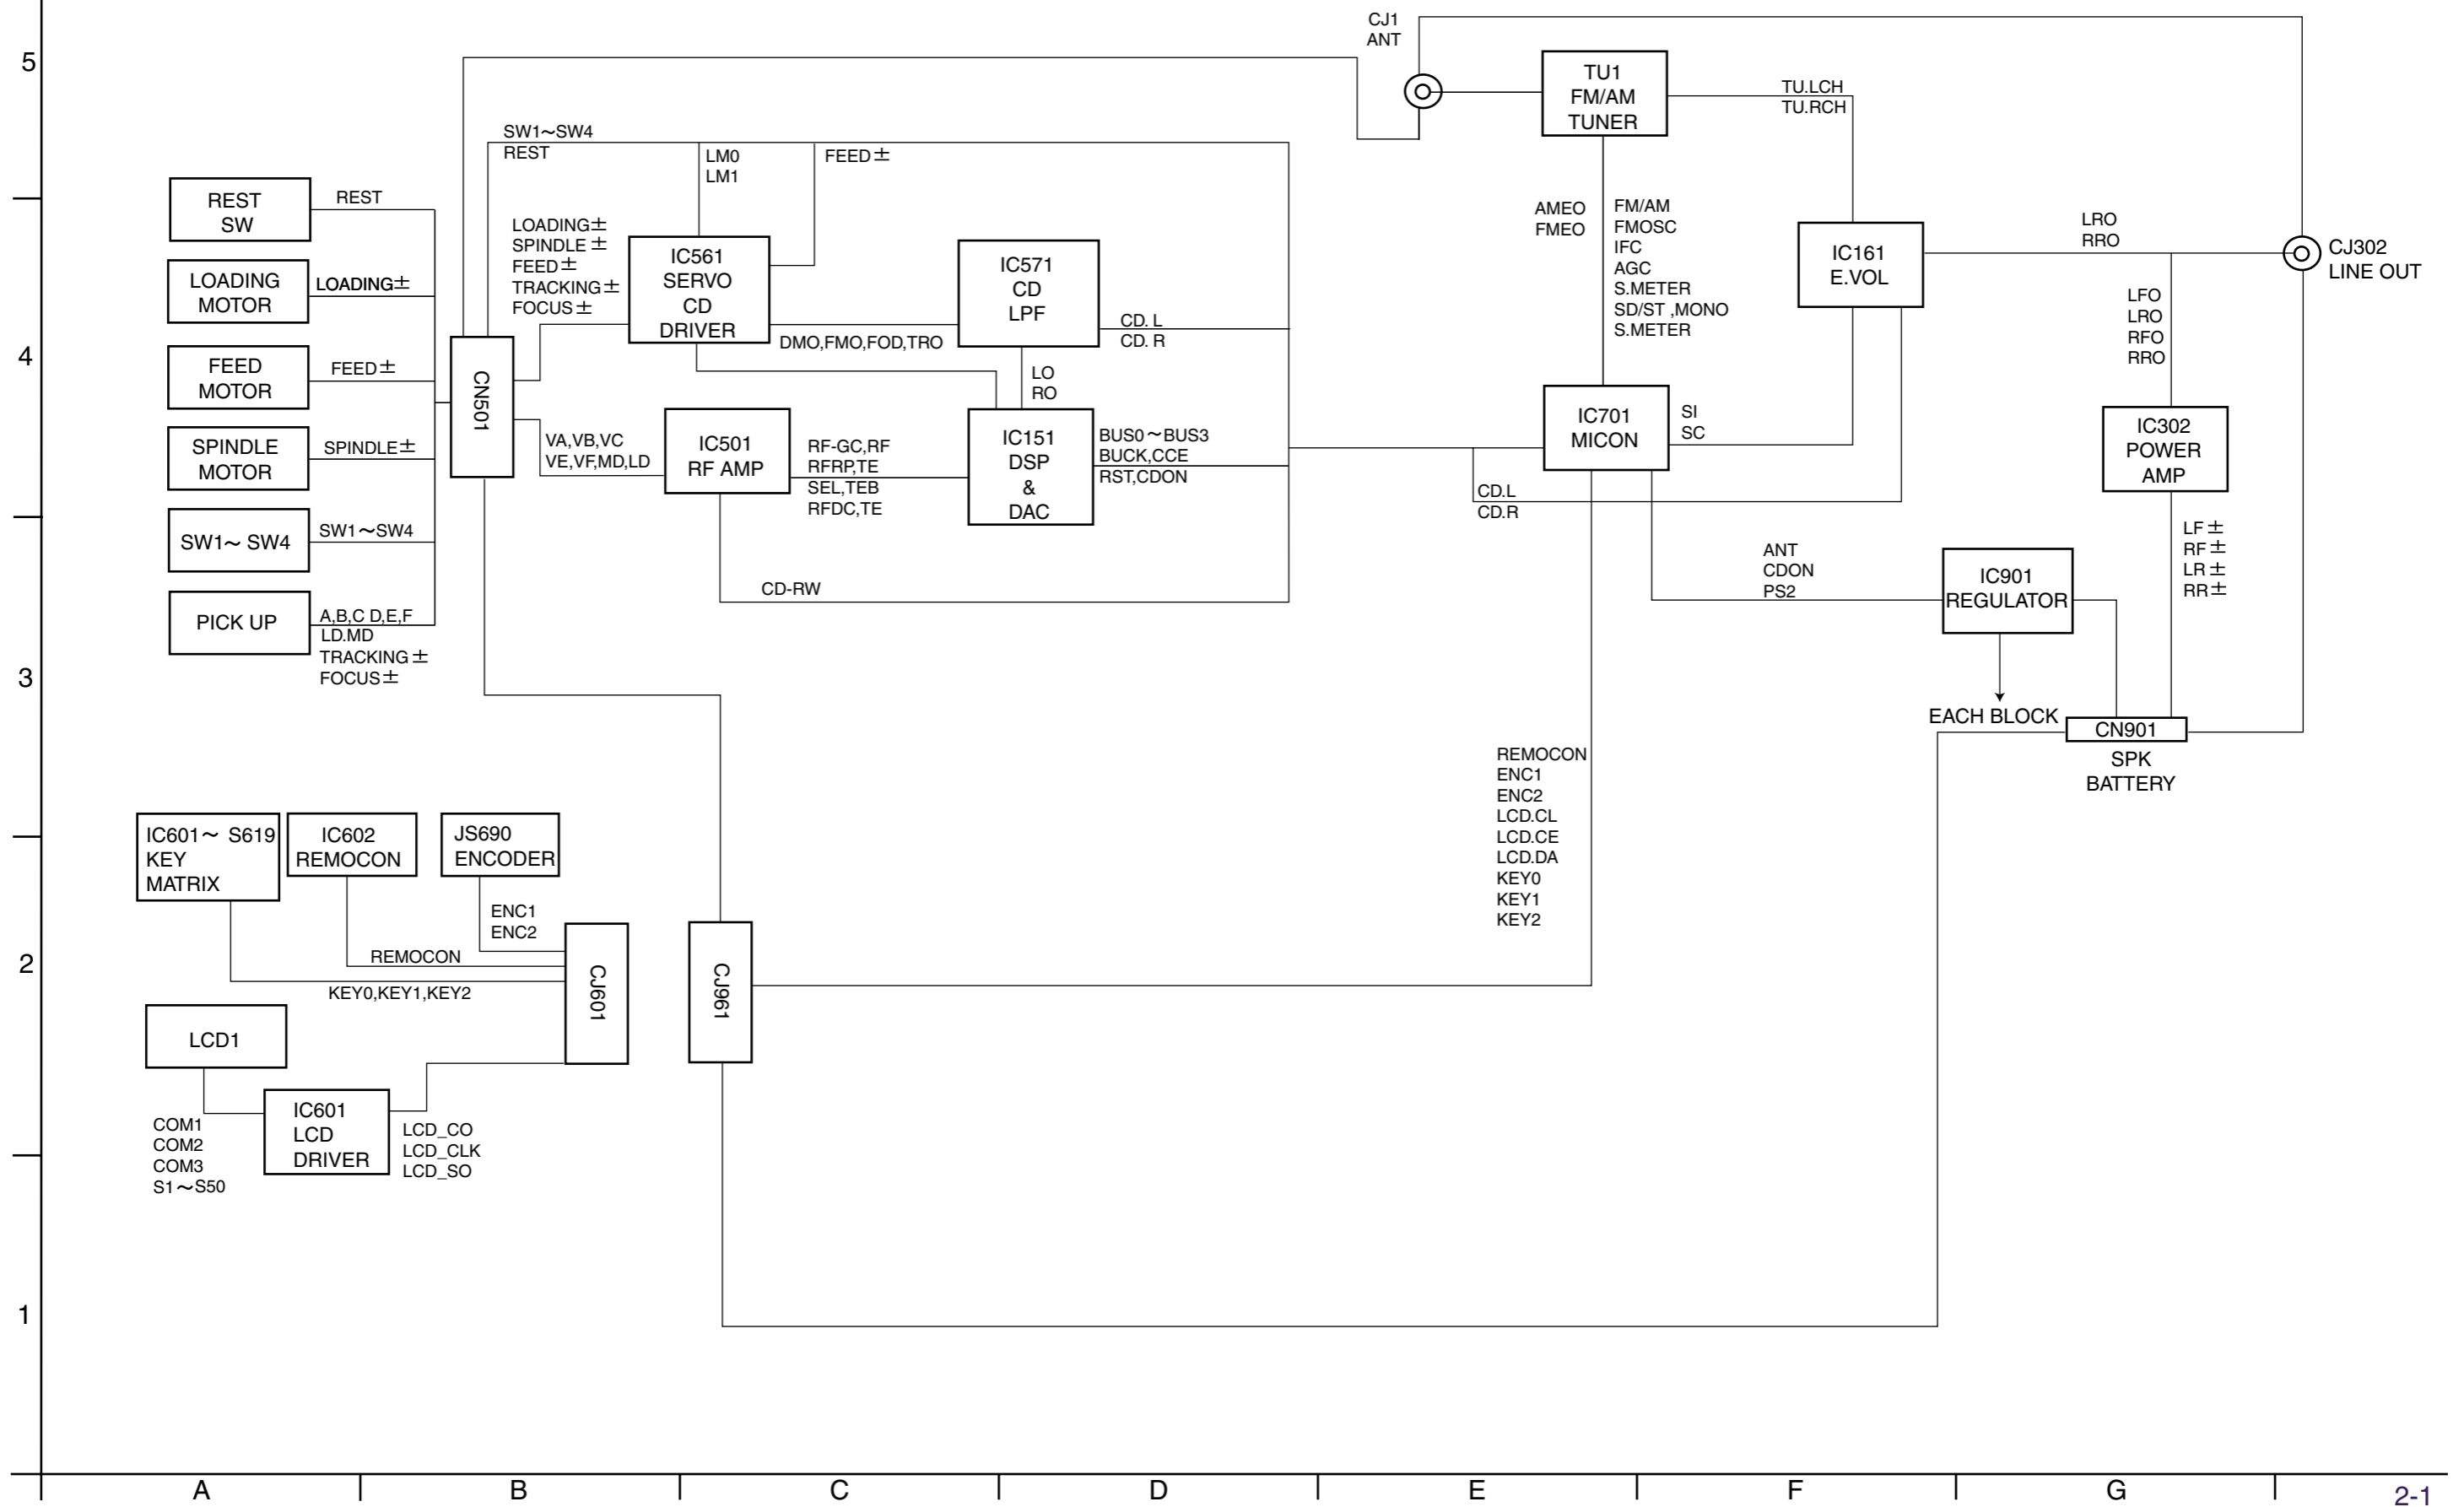 5
4
3
2
1
CJ1
ANT
TU1
FM/AM
TUNER
TU.LCH
TU.RCH
SW1～SW4
REST
LM0
LM1
FEED±
REST
SW
REST
LOADING
MOTOR
LOADING±
FEED
MOTOR
FEED±
SPINDLE
MOTOR
SPINDLE±
SW1～ SW4
SW1～SW4
PICK UP
A,B,C D,E,F
LD.MD
TRACKING±
FOCUS±
CN501
LOADING±
SPINDLE ±
FEED±
TRACKING±
FOCUS±
IC561
SERVO
CD
DRIVER
DMO,FMO,FOD,TRO
IC571
CD
LPF
CD. L
CD. R
LO
RO
VA,VB,VC
VE,VF,MD,LD
IC501
RF AMP
RF-GC,RF
RFRP,TE
SEL,TEB
RFDC,TE
IC151
DSP
&
DAC
BUS0～BUS3
BUCK,CCE
RST,CDON
CD-RW
AMEO
FMEO
FM/AM
FMOSC
IFC
AGC
S.METER
SD/ST ,MONO
S.METER
IC161
E.VOL
LRO
RRO
CJ302
LINE OUT
LFO
LRO
RFO
RRO
IC701
MICON
SI
SC
CD.L
CD.R
IC302
POWER
AMP
LF±
RF±
LR±
RR±
ANT
CDON
PS2
IC901
REGULATOR
EACH BLOCK
CN901
SPK
BATTERY
REMOCON
ENC1
ENC2
LCD.CL
LCD.CE
LCD.DA
KEY0
KEY1
KEY2
IC601～ S619
KEY
MATRIX
IC602
REMOCON
JS690
ENCODER
ENC1
ENC2
REMOCON
KEY0,KEY1,KEY2
CJ601
CJ961
LCD1
COM1
COM2
COM3
S1～S50
IC601
LCD
DRIVER
LCD_CO
LCD_CLK
LCD_SO
A B C D E F G
2-1